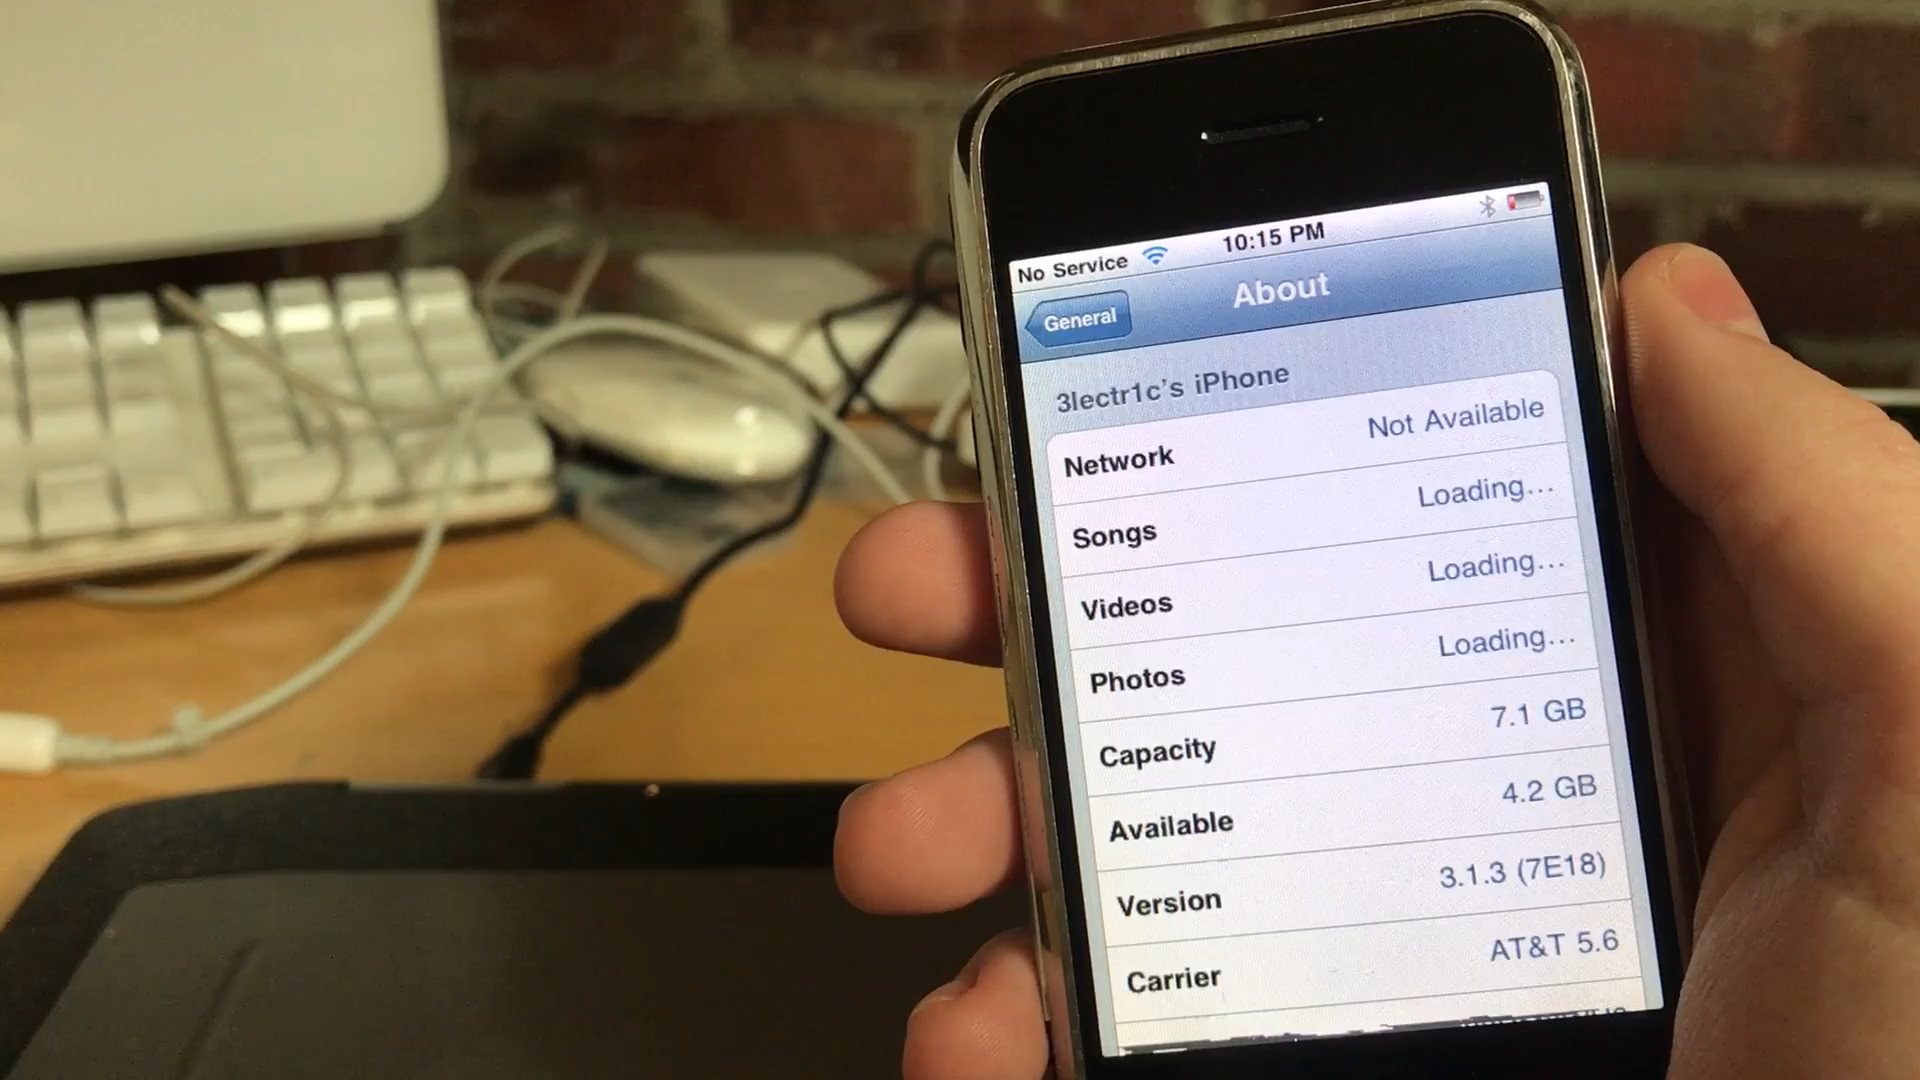 No Service 10:15 PM
General About
3lectr1c's iPhone
Network Not Available
Songs Loading...
Videos Loading...
Photos Loading...
Capacity 7.1 GB
Available 4.2 GB
Version 3.1.3 (7E18)
Carrier AT&T 5.6